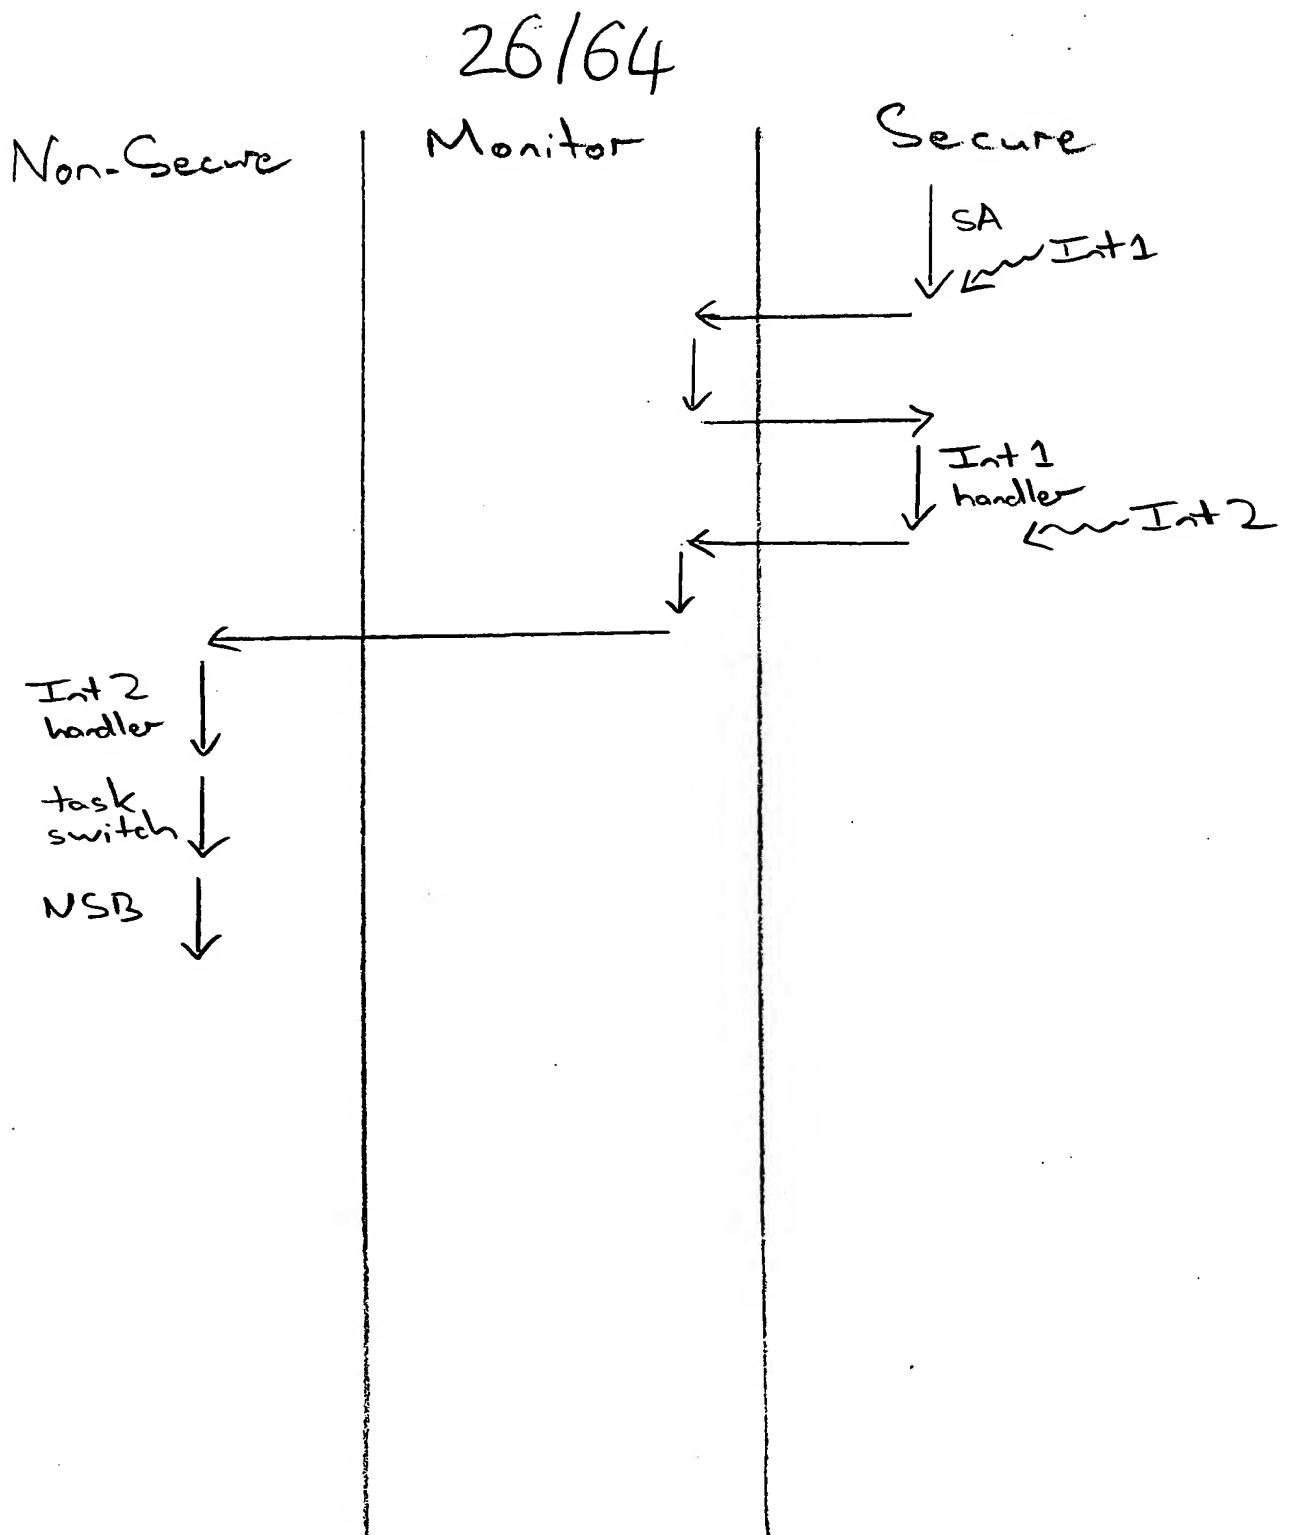 26/64
Non-Secure
Monitor
Secure
SA
Int 1
Int 1
handler
Int 2
Int 2
handler
task
switch
NSB